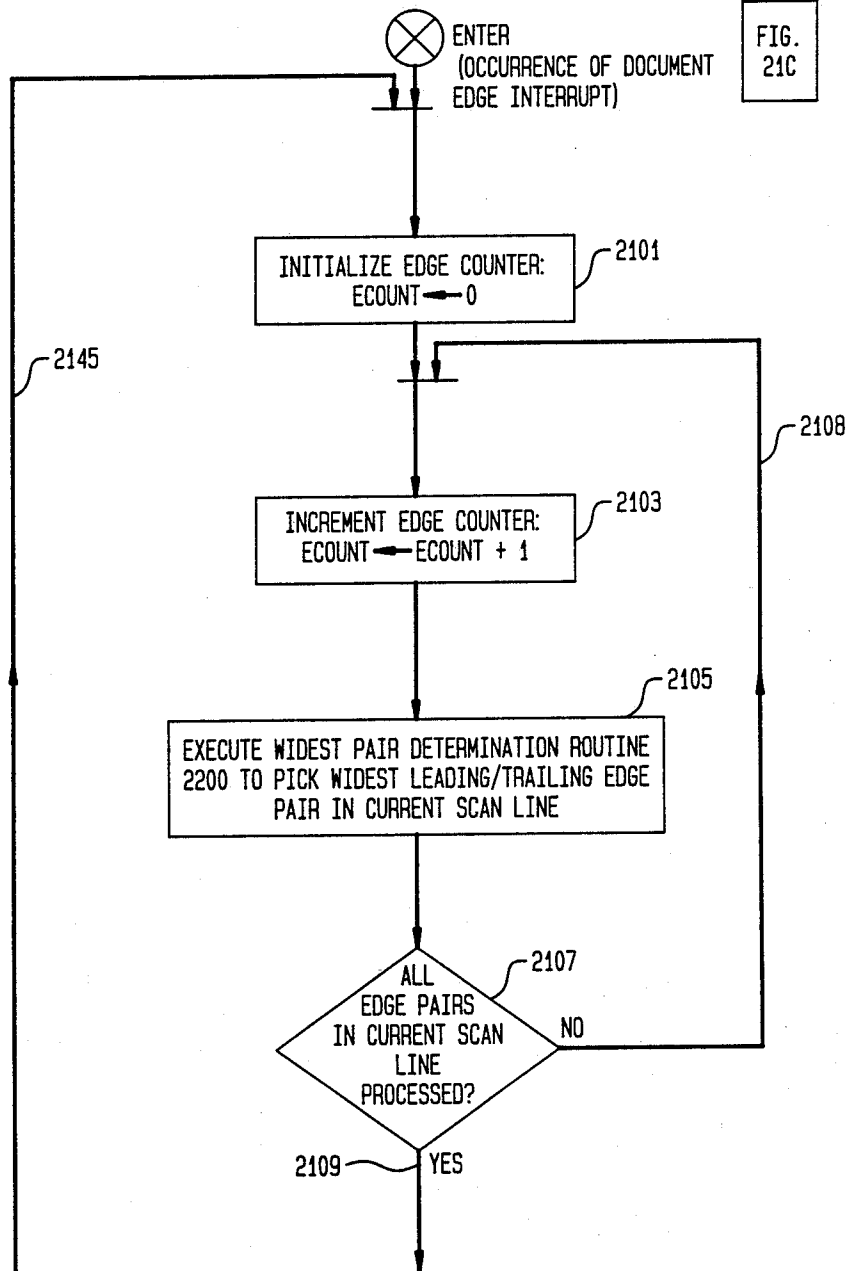 ENTER
(OCCURRENCE OF DOCUMENT
EDGE INTERRUPT)
FIG.
21C
INITIALIZE EDGE COUNTER:
ECOUNT ← 0
2101
2145
2108
INCREMENT EDGE COUNTER:
ECOUNT ← ECOUNT + 1
2103
2105
EXECUTE WIDEST PAIR DETERMINATION ROUTINE
2200 TO PICK WIDEST LEADING/TRAILING EDGE
PAIR IN CURRENT SCAN LINE
2107
ALL
EDGE PAIRS
IN CURRENT SCAN
LINE
PROCESSED?
NO
2109
YES